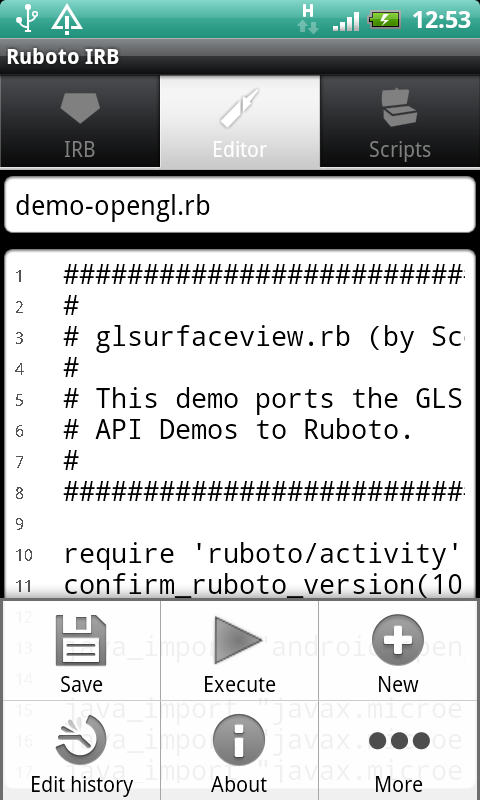 H
12:53
Ruboto IRB
IRB Editor Scripts
demo-opengl.rb
1 ##########################
2 #
3 # glsurfaceview.rb (by Sc
4 #
5 # This demo ports the GLS
6 # API Demos to Ruboto.
7 #
8 ##########################
9
10 require 'ruboto/activity'
11 confirm_ruboto_version(10
12
13 java_import "android.open
Save Execute New
14
15 java_import "javax.microe
16 java_import "javax.microe
17 java_import "javax.microe
Edit history About More